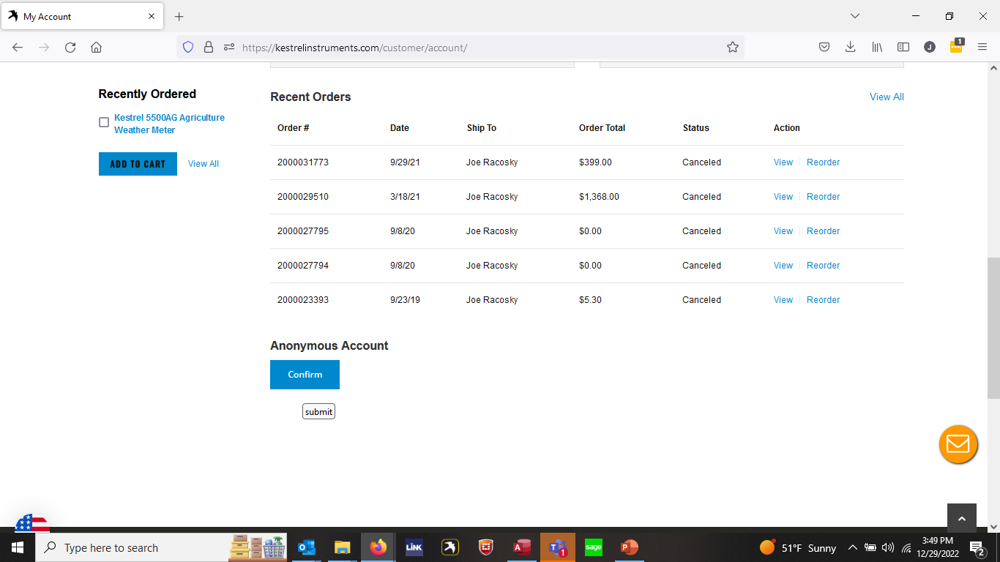 My Account
https://kestrelinstruments.com/customer/account/
J
1
Recently Ordered
Kestrel 5500AG Agriculture
Weather Meter
ADD TO CART
View All
Recent Orders
View All
Order # Date Ship To Order Total Status Action
2000031773 9/29/21 Joe Racosky $399.00 Canceled View Reorder
2000029510 3/18/21 Joe Racosky $1,368.00 Canceled View Reorder
2000027795 9/8/20 Joe Racosky $0.00 Canceled View Reorder
2000027794 9/8/20 Joe Racosky $0.00 Canceled View Reorder
2000023393 9/23/19 Joe Racosky $5.30 Canceled View Reorder
Anonymous Account
Confirm
submit
Type here to search
LiNK
A
T
1
sage
P
51°F Sunny
3:49 PM
12/29/2022
2